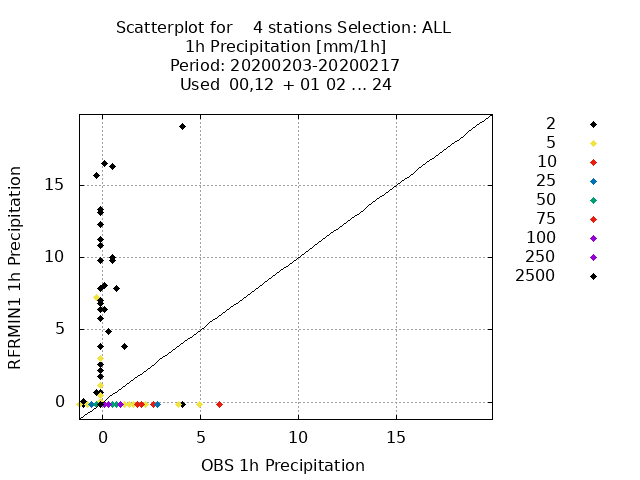 Scatterplot for 4 stations Selection: ALL
1h Precipitation [mm/1h]
Period: 20200203-20200217
Used 00,12 + 01 02 ... 24
RFRMIN1 1h Precipitation
15
10
5
0
0 5 10 15
OBS 1h Precipitation
2
5
10
25
50
75
100
250
2500